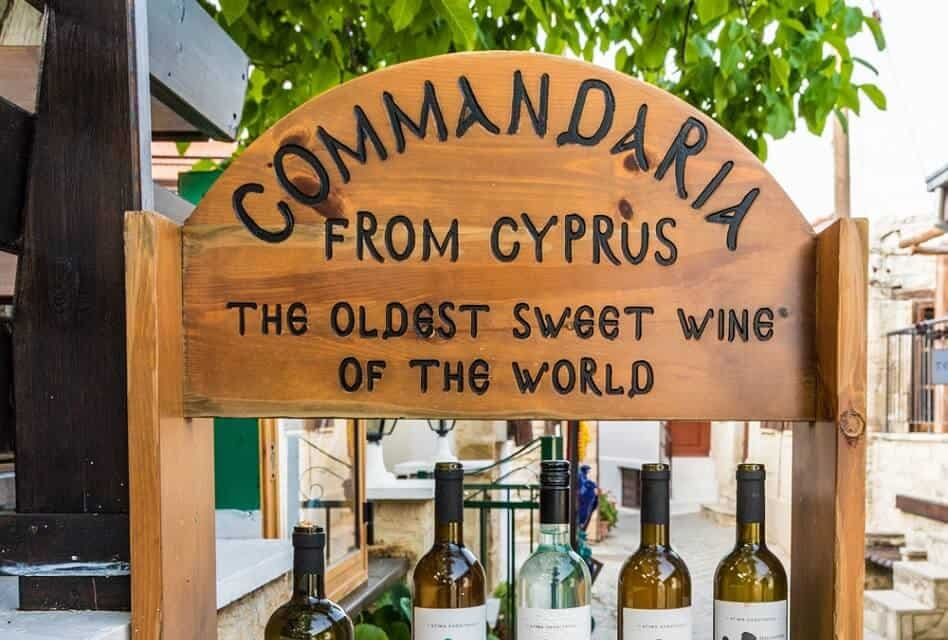 COMMANDARIA
FROM CYPRUS
THE OLDEST SWEET WINE
OF THE WORLD